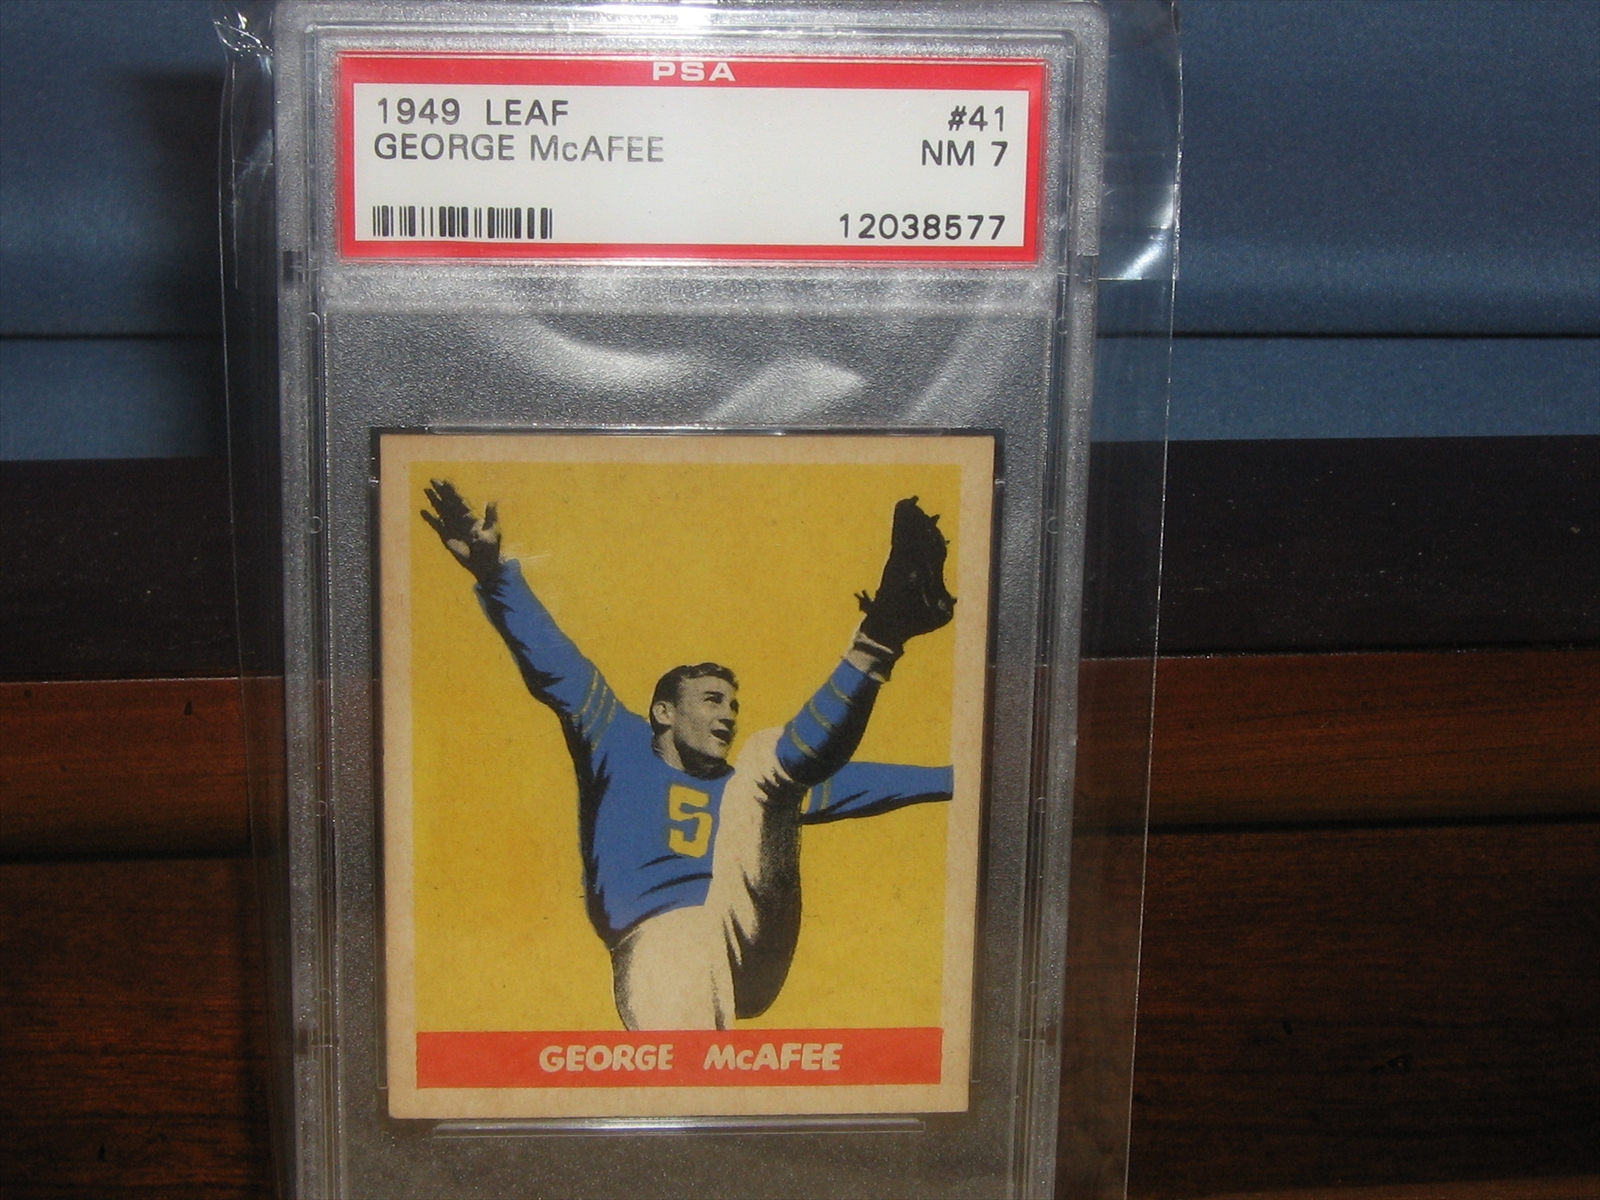 PSA
1949 LEAF #41
GEORGE McAFEE NM 7
12038577
5
GEORGE McAFEE